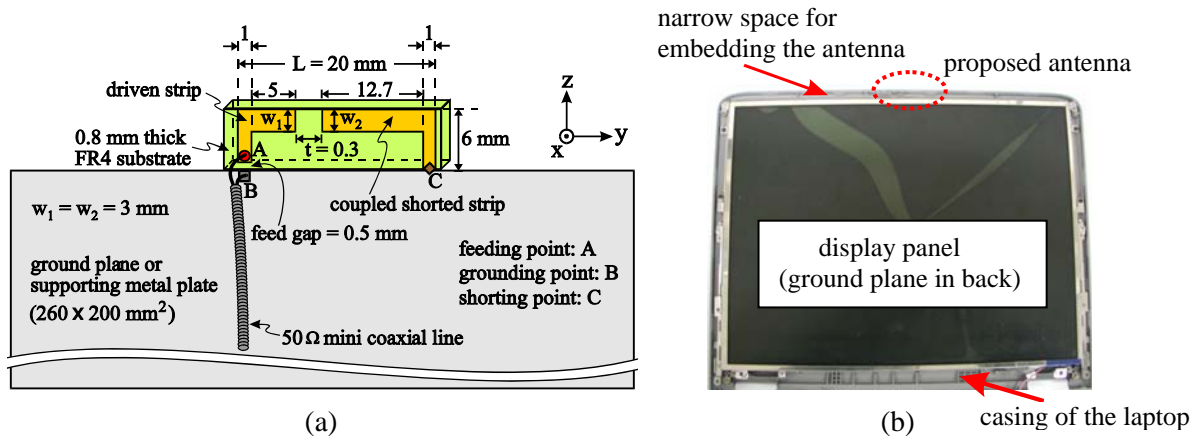 1
1
L = 20 mm
driven strip
5
12.7
w₁
w₂
6 mm
0.8 mm thick
FR4 substrate
A
t = 0.3
B
C
z
y
x
w₁ = w₂ = 3 mm
coupled shorted strip
feed gap = 0.5 mm
ground plane or
supporting metal plate
(260 x 200 mm²)
feeding point: A
grounding point: B
shorting point: C
50 Ω mini coaxial line
(a)
narrow space for
embedding the antenna
proposed antenna
display panel
(ground plane in back)
(b)
casing of the laptop